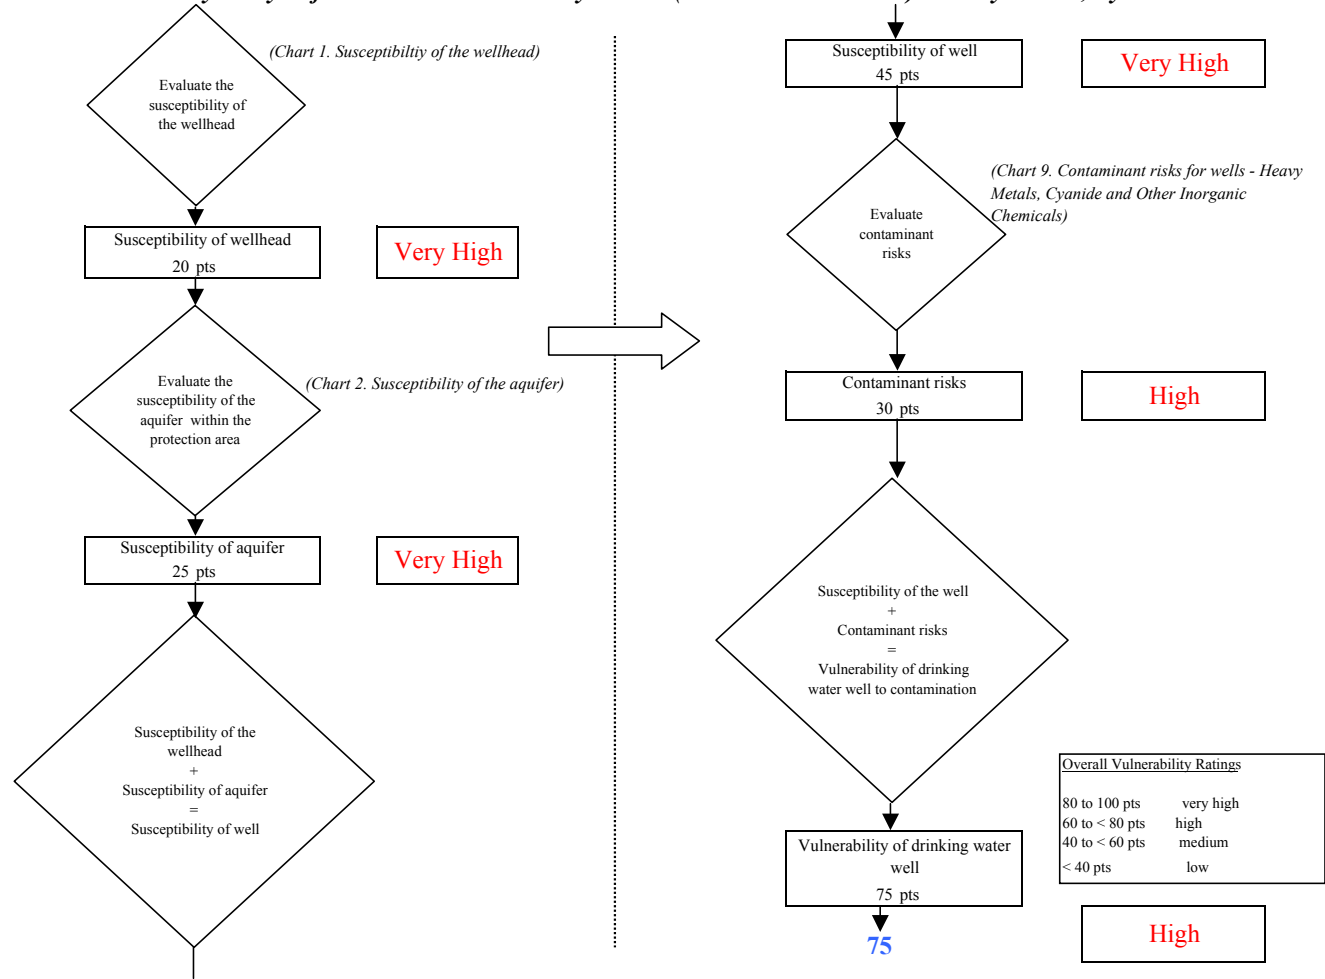 (Chart 1. Susceptibiltiy of the wellhead)
Evaluate the
susceptibility of
the wellhead
Susceptibility of wellhead
20 pts
Very High
Evaluate the
susceptibility of the
aquifer within the
protection area
(Chart 2. Susceptibility of the aquifer)
Susceptibility of aquifer
25 pts
Very High
Susceptibility of the
wellhead
+
Susceptibility of aquifer
=
Susceptibility of well
Susceptibility of well
45 pts
Very High
(Chart 9. Contaminant risks for wells - Heavy
Metals, Cyanide and Other Inorganic
Chemicals)
Evaluate
contaminant
risks
Contaminant risks
30 pts
High
Susceptibility of the well
+
Contaminant risks
=
Vulnerability of drinking
water well to contamination
Overall Vulnerability Ratings
80 to 100 pts very high
60 to < 80 pts high
40 to < 60 pts medium
< 40 pts low
Vulnerability of drinking water
well
75 pts
75
High